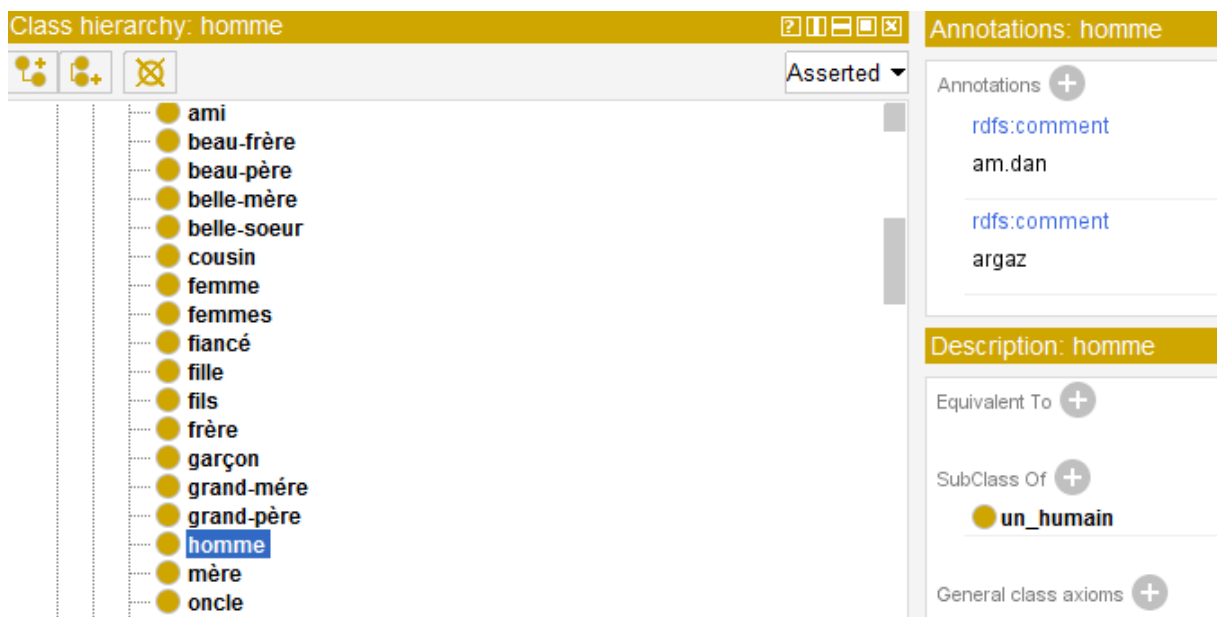 Class hierarchy: homme
Asserted
ami
beau-frère
beau-père
belle-mère
belle-soeur
cousin
femme
femmes
fiancé
fille
fils
frère
garçon
grand-mére
grand-père
homme
mère
oncle
Annotations: homme
Annotations
rdfs:comment
am.dan
rdfs:comment
argaz
Description: homme
Equivalent To
SubClass Of
un_humain
General class axioms